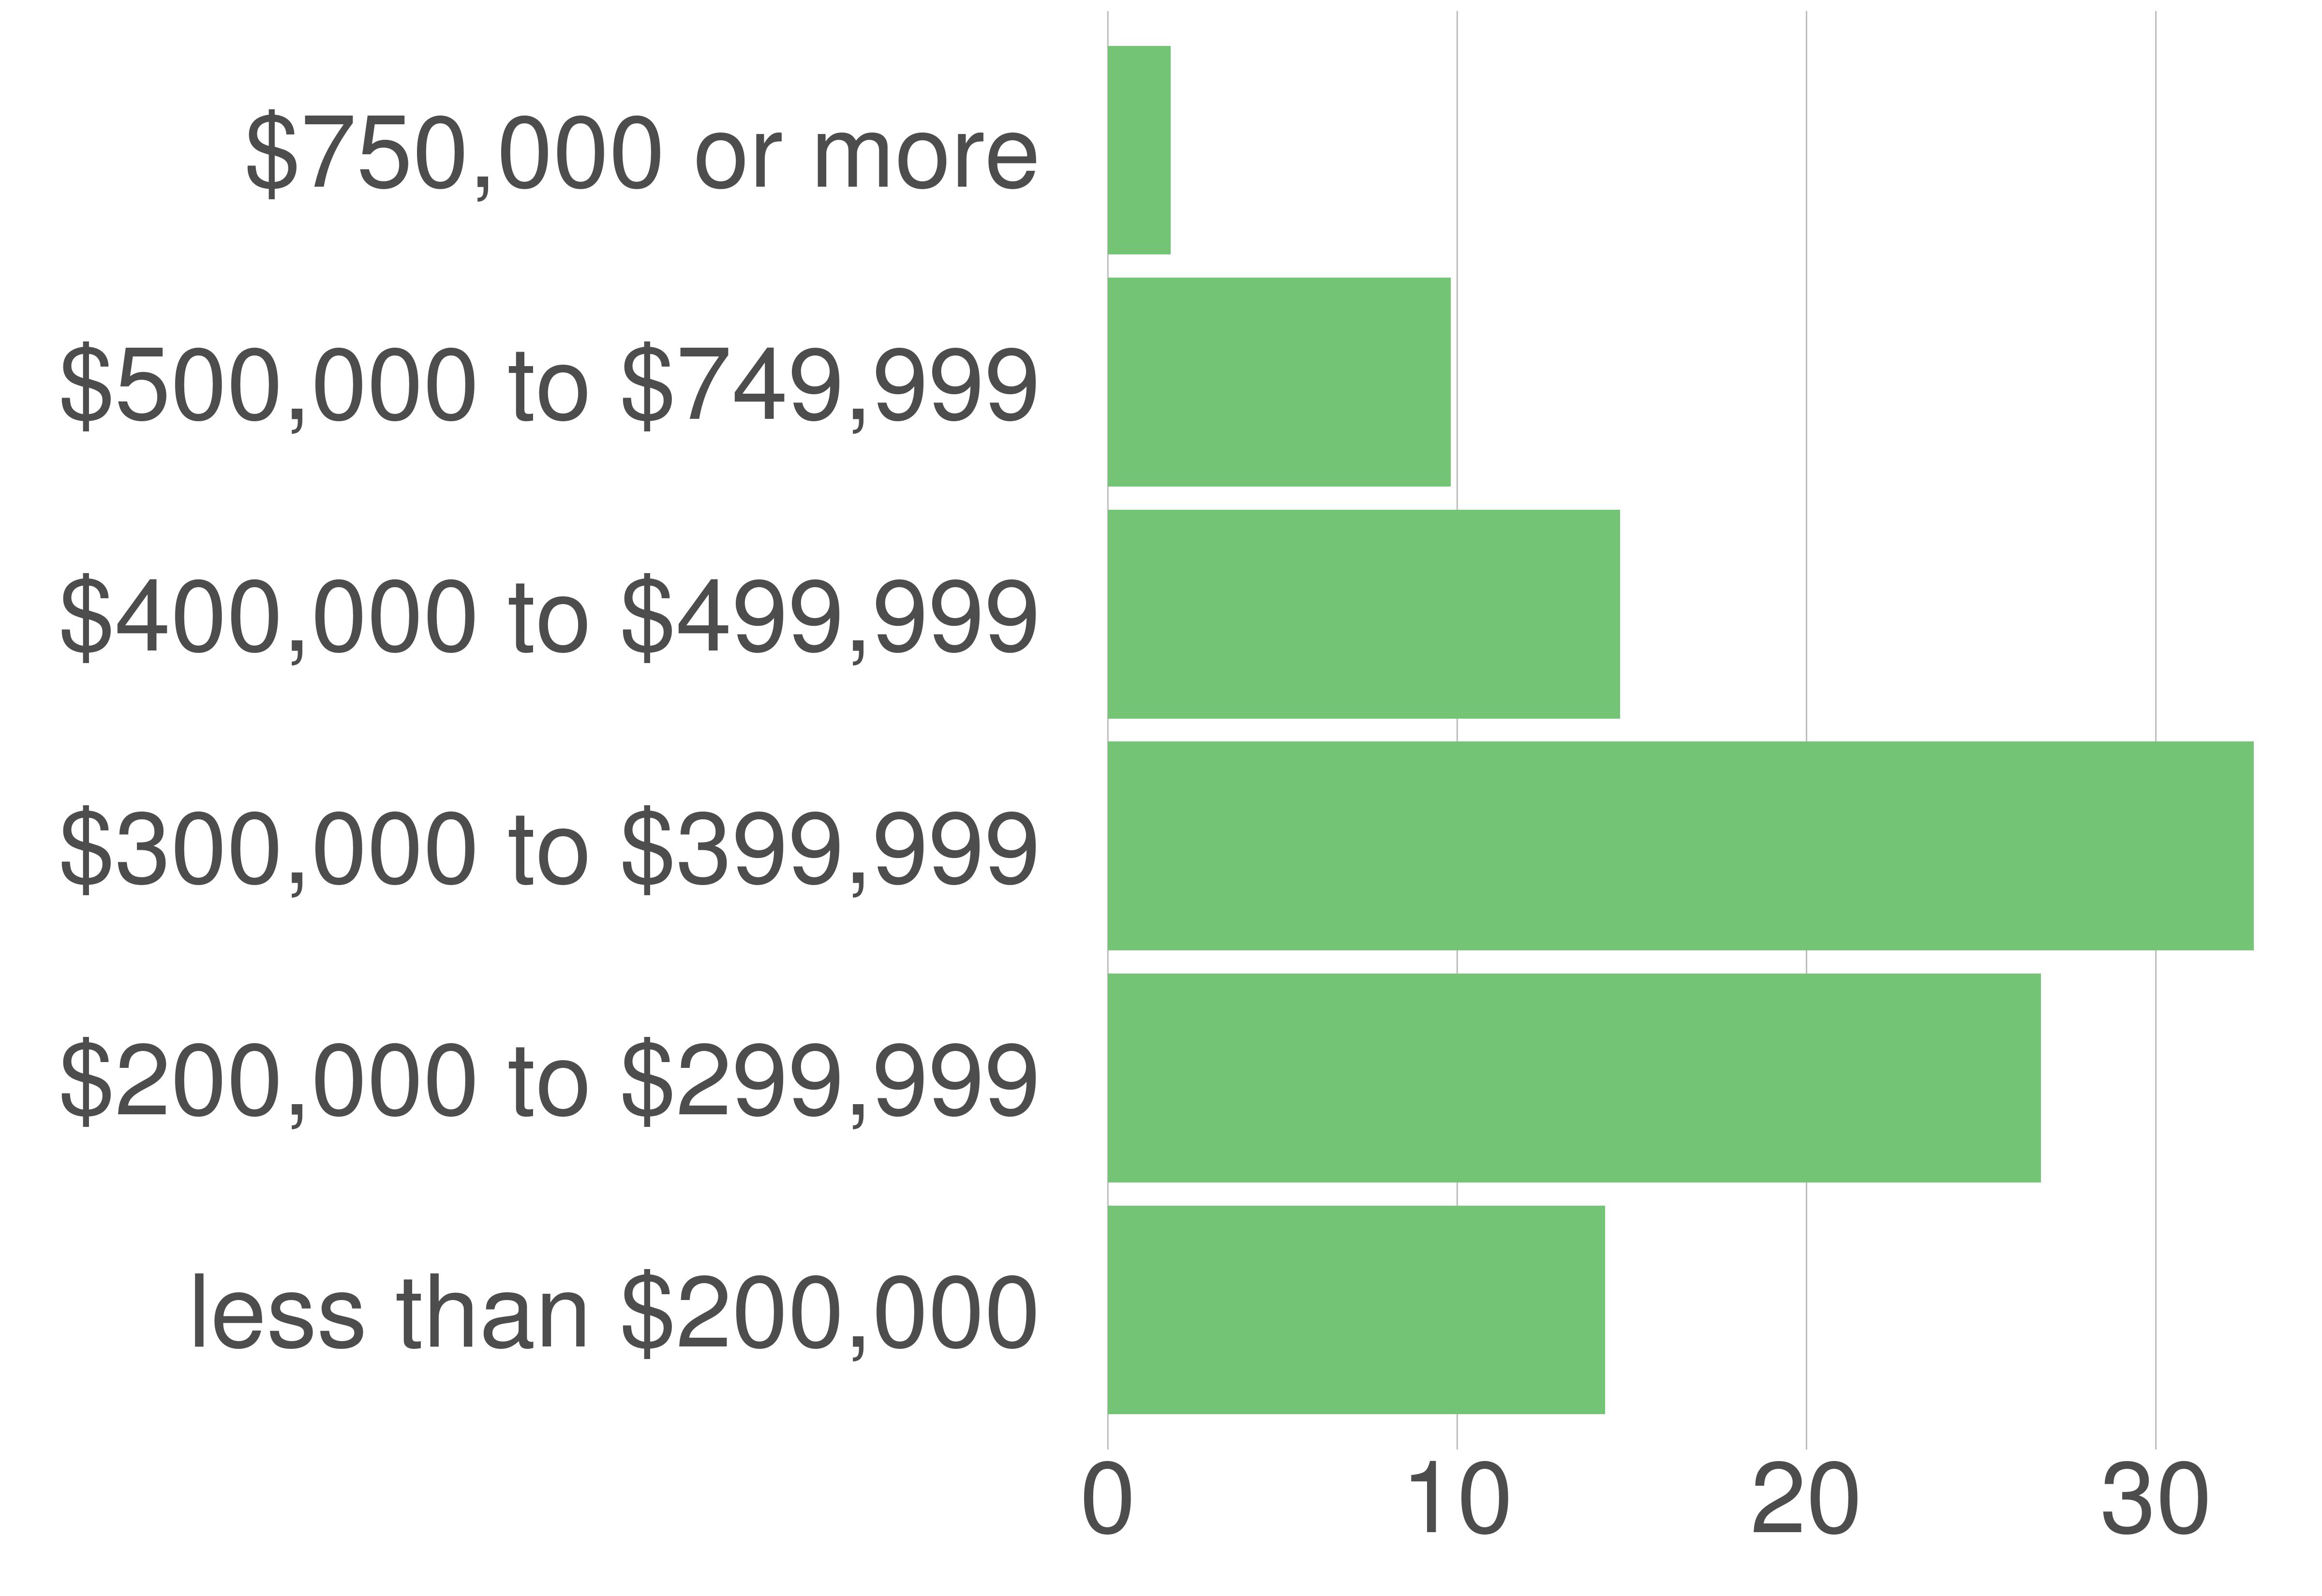 $750,000 or more
$500,000 to $749,999
$400,000 to $499,999
$300,000 to $399,999
$200,000 to $299,999
less than $200,000
0 10 20 30